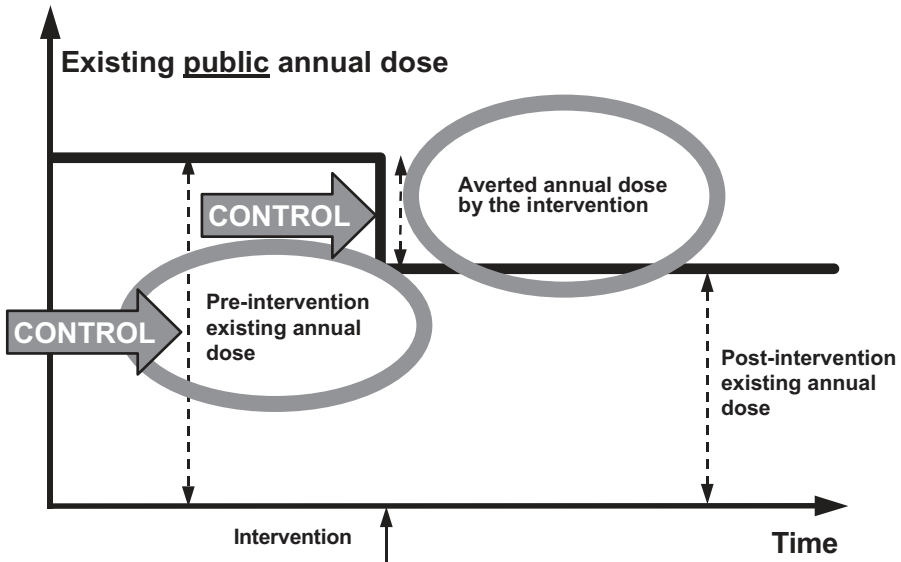 Existing public annual dose
Averted annual dose
by the intervention
CONTROL
Pre-intervention
existing annual
dose
CONTROL
Post-intervention
existing annual
dose
Intervention
Time